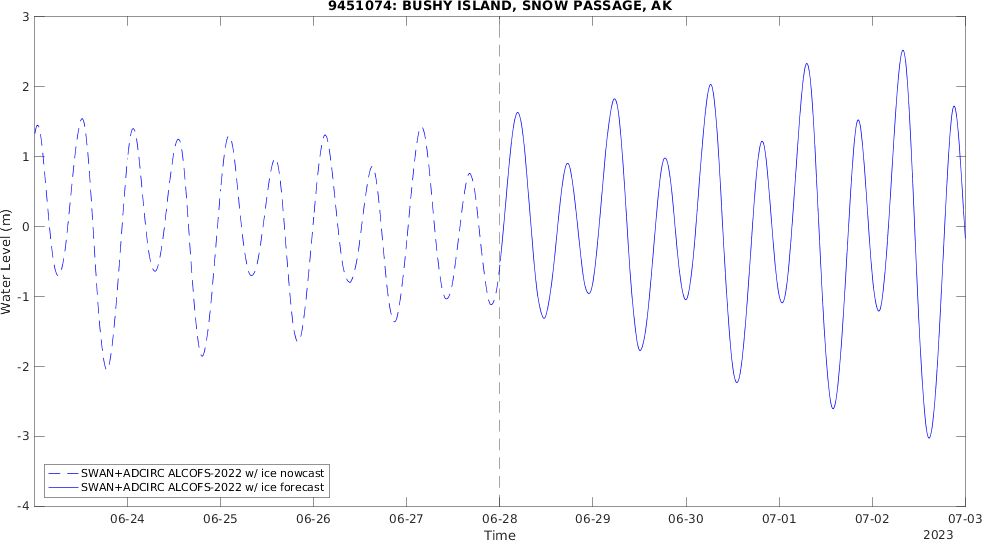 9451074: BUSHY ISLAND, SNOW PASSAGE, AK
3
2
1
0
-1
-2
-3
-4
Water Level (m)
SWAN+ADCIRC ALCOFS-2022 w/ ice nowcast
SWAN+ADCIRC ALCOFS-2022 w/ ice forecast
06-24 06-25 06-26 06-27 06-28 06-29 06-30 07-01 07-02 07-03
Time
2023